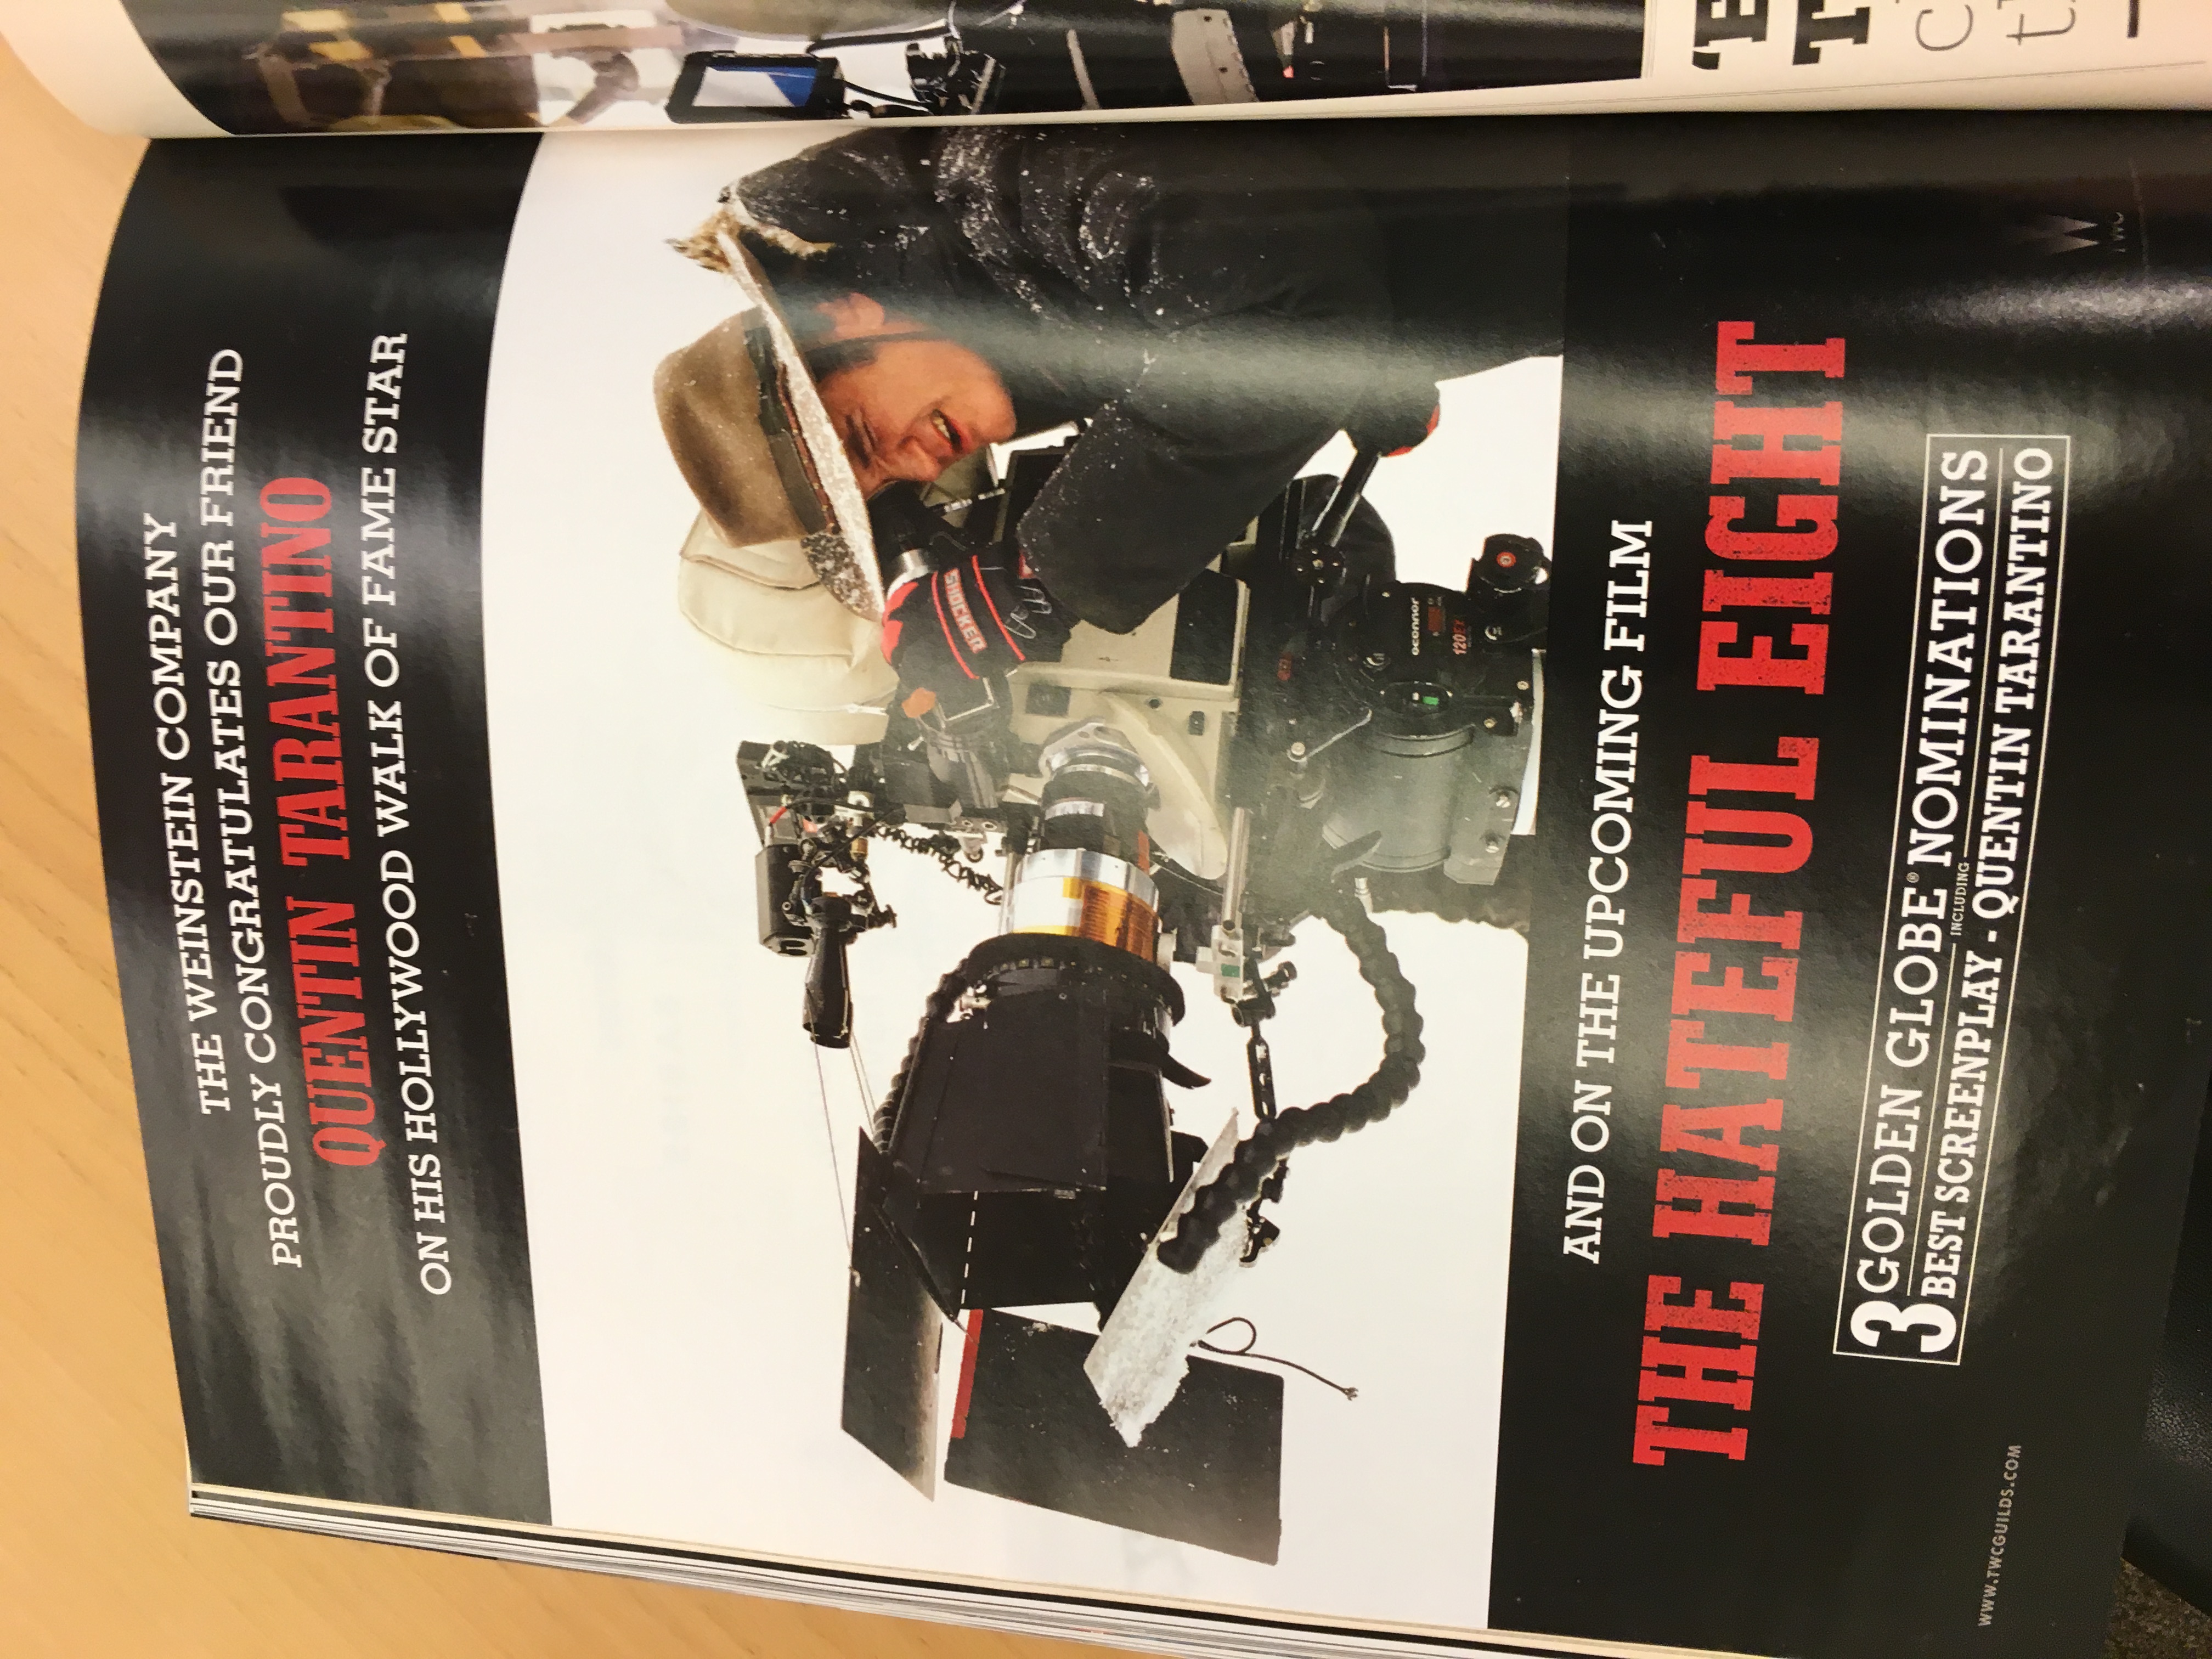 THE WEINSTEIN COMPANY
PROUDLY CONGRATULATES OUR FRIEND
QUENTIN TARANTINO
ON HIS HOLLYWOOD WALK OF FAME STAR
SHOCKER
oconnor
120EX
AND ON THE UPCOMING FILM
THE HATEFUL EIGHT
3 GOLDEN GLOBE® NOMINATIONS
INCLUDING
BEST SCREENPLAY - QUENTIN TARANTINO
WWW.TWCGUILDS.COM
TWC